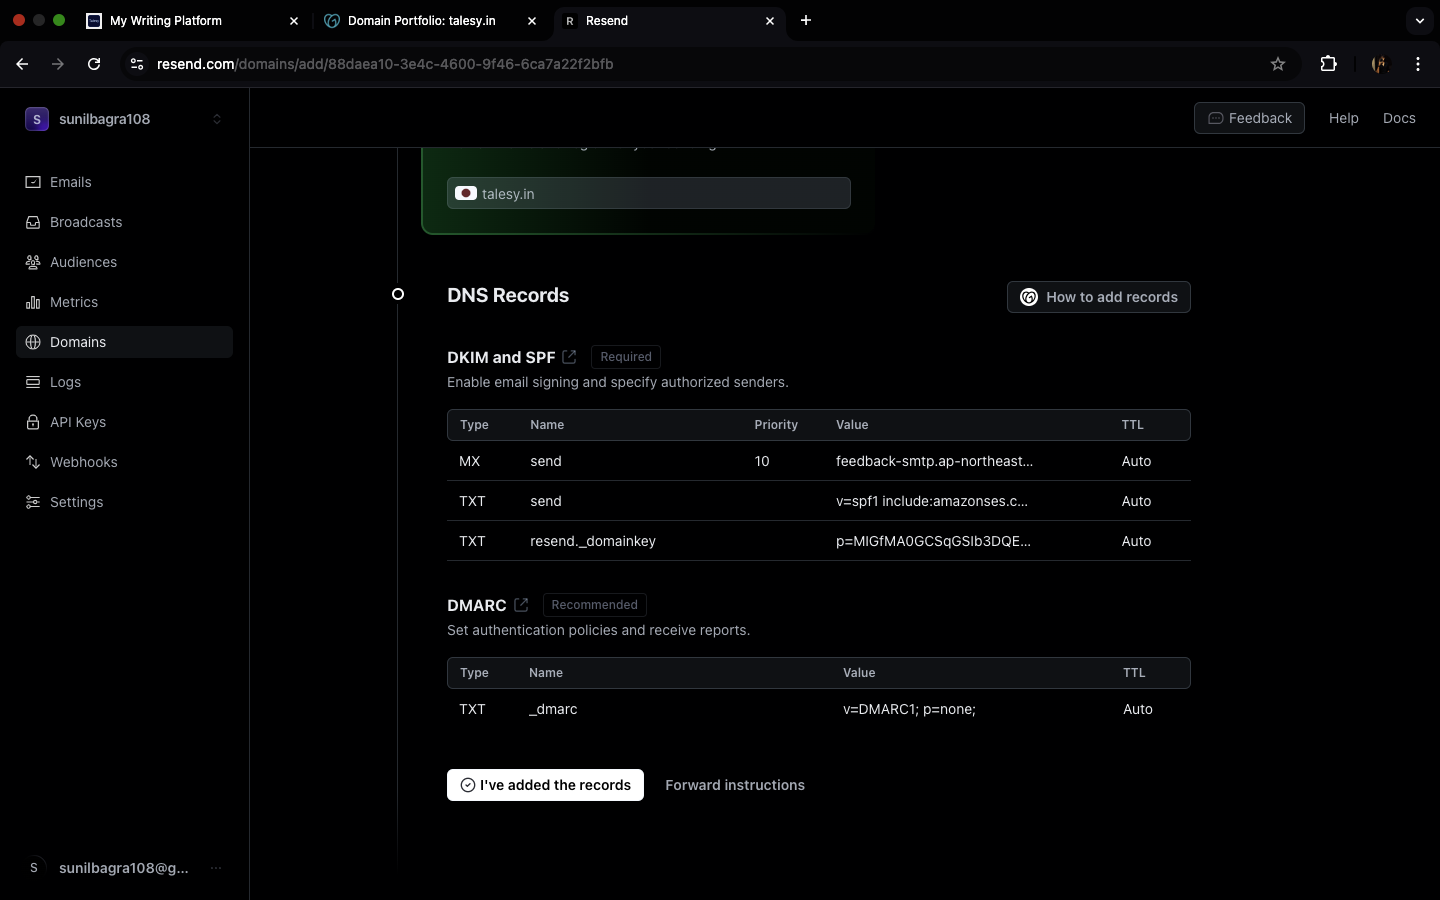 My Writing Platform
Domain Portfolio: talesy.in
R Resend
resend.com/domains/add/88daea10-3e4c-4600-9f46-6ca7a22f2bfb
S sunilbagra108
Feedback
Help
Docs
Emails
Broadcasts
Audiences
Metrics
Domains
Logs
API Keys
Webhooks
Settings
talesy.in
DNS Records
How to add records
DKIM and SPF Required
Enable email signing and specify authorized senders.
Type Name Priority Value TTL
MX send 10 feedback-smtp.ap-northeast... Auto
TXT send v=spf1 include:amazonses.c... Auto
TXT resend._domainkey p=MIGfMA0GCSqGSIb3DQE... Auto
DMARC Recommended
Set authentication policies and receive reports.
Type Name Value TTL
TXT _dmarc v=DMARC1; p=none; Auto
I've added the records
Forward instructions
S sunilbagra108@g... ...